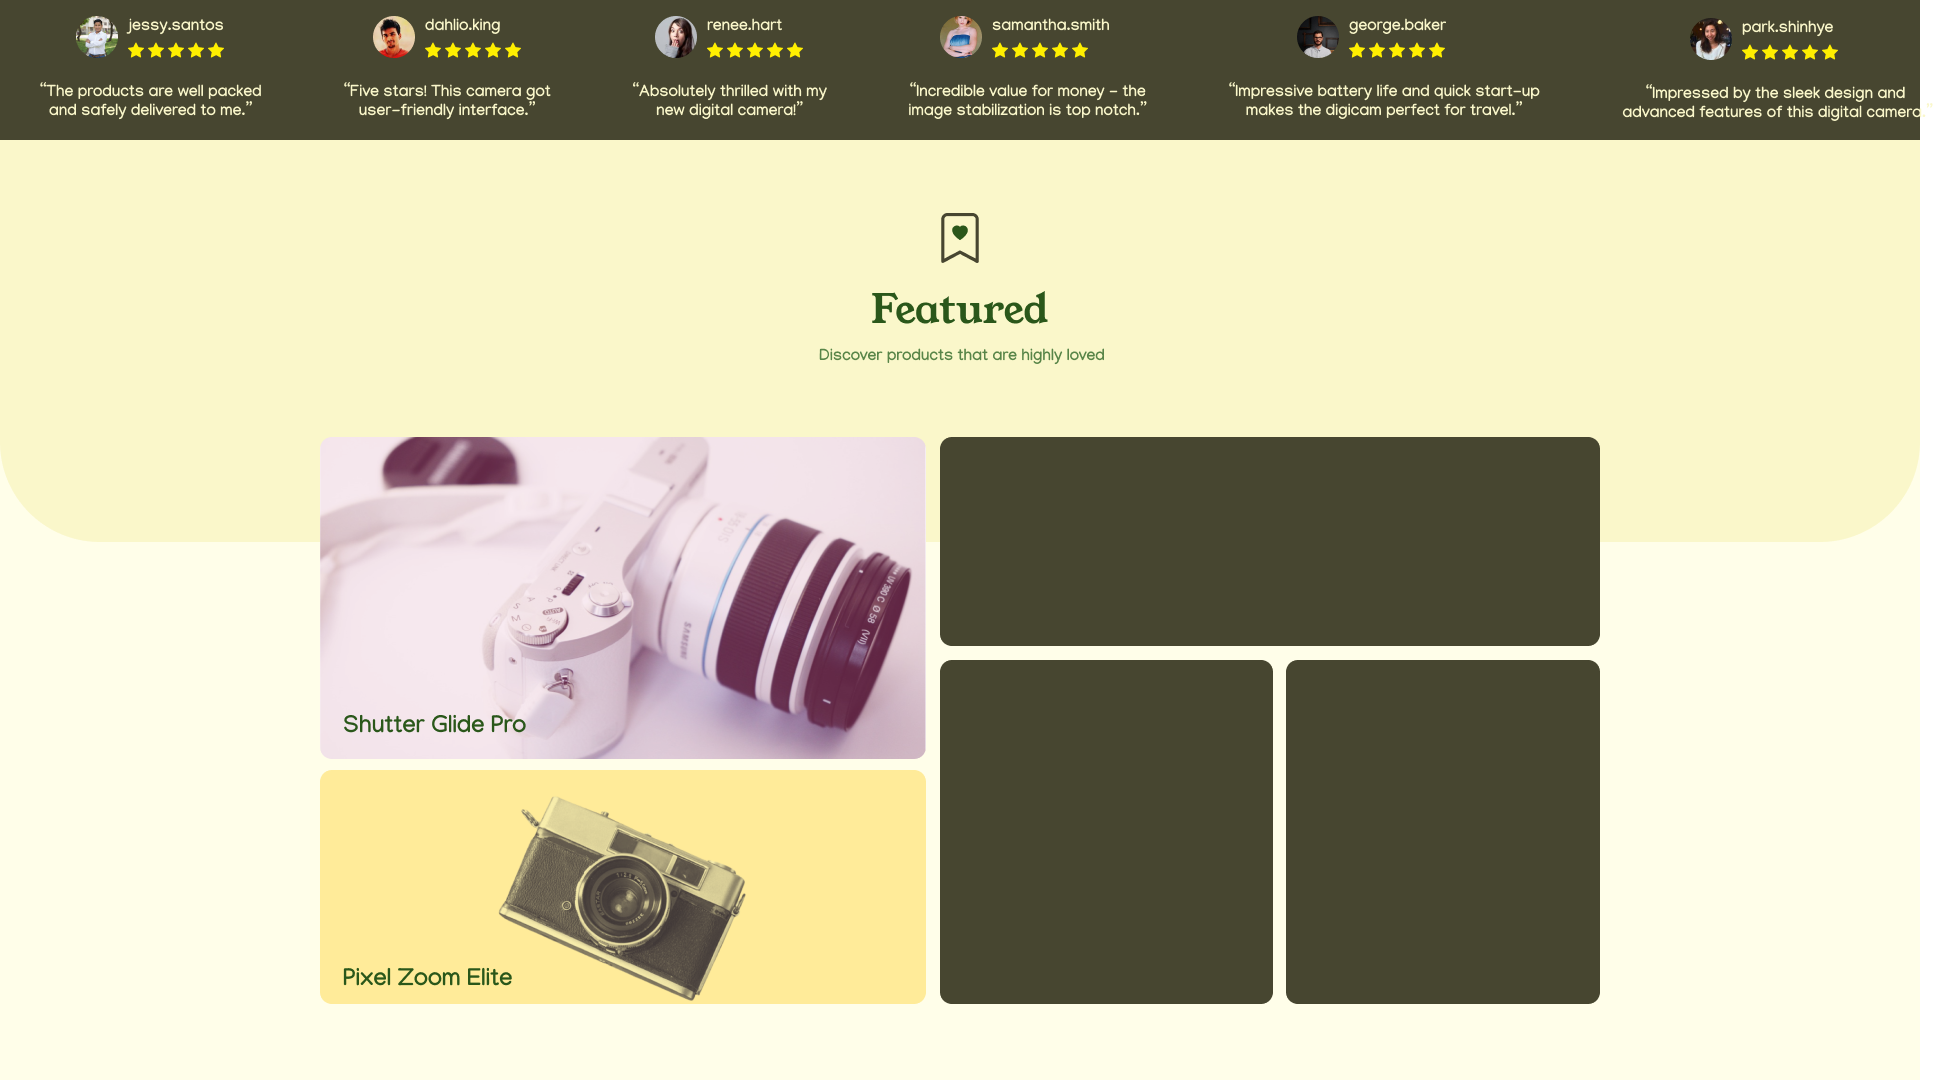 jessy.santos
“The products are well packed
and safely delivered to me.”
dahlio.king
“Five stars! This camera got
user-friendly interface.”
renee.hart
“Absolutely thrilled with my
new digital camera!”
samantha.smith
“Incredible value for money - the
image stabilization is top notch.”
george.baker
“Impressive battery life and quick start-up
makes the digicam perfect for travel.”
park.shinhye
“Impressed by the sleek design and
advanced features of this digital camera
Featured
Discover products that are highly loved
SAMSUNG
Shutter Glide Pro
Pixel Zoom Elite